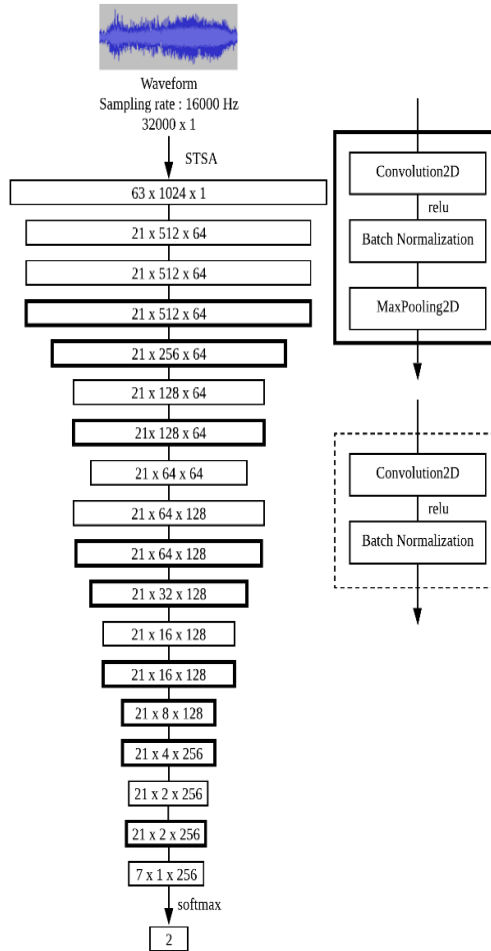 Waveform
Sampling rate : 16000 Hz
32000 x 1
STSA
63 x 1024 x 1
21 x 512 x 64
21 x 512 x 64
21 x 512 x 64
21 x 256 x 64
21 x 128 x 64
21x 128 x 64
21 x 64 x 64
21 x 64 x 128
21 x 64 x 128
21 x 32 x 128
21 x 16 x 128
21 x 16 x 128
21 x 8 x 128
21 x 4 x 256
21 x 2 x 256
21 x 2 x 256
7 x 1 x 256
softmax
2
Convolution2D
relu
Batch Normalization
MaxPooling2D
Convolution2D
relu
Batch Normalization